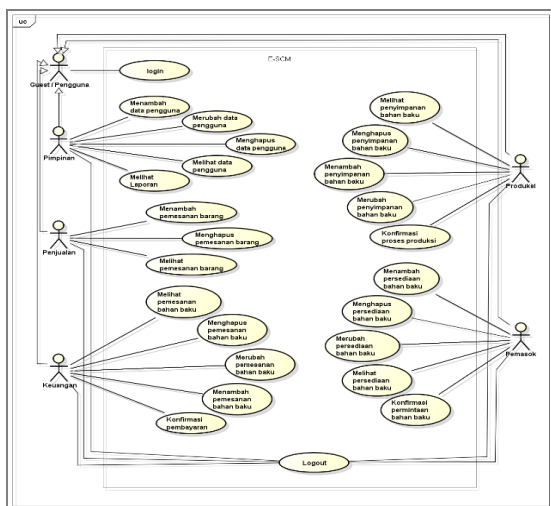 uc
E-SCM
Guest / Pengguna
login
Menambah
data pengguna
Merubah data
pengguna
Menghapus
data pengguna
Melihat data
pengguna
Melihat
Laporan
Pimpinan
Menambah
pemesanan barang
Menghapus
pemesanan barang
Melihat
pemesanan barang
Penjualan
Melihat
pemesanan
bahan baku
Menghapus
pemesanan
bahan baku
Merubah
pemesanan
bahan baku
Menambah
pemesanan
bahan baku
Konfirmasi
pembayaran
Keuangan
Melihat
penyimpanan
bahan baku
Menghapus
penyimpanan
bahan baku
Menambah
penyimpanan
bahan baku
Merubah
penyimpanan
bahan baku
Konfirmasi
proses produksi
Produksi
Menambah
persediaan
bahan baku
Menghapus
persediaan
bahan baku
Merubah
persediaan
bahan baku
Melihat
persediaan
bahan baku
Konfirmasi
permintaan
bahan baku
Pemasok
Logout